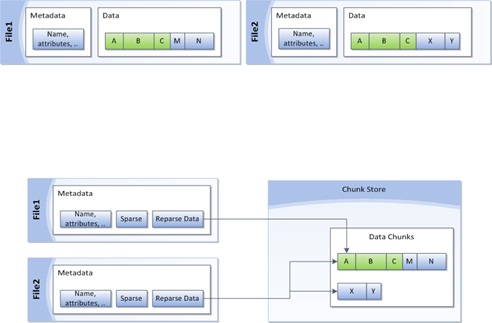 File1
Metadata
Name,
attributes, ..
Data
A B C M N
File2
Metadata
Name,
attributes, ..
Data
A B C X Y
File1
Metadata
Name,
attributes, ..
Sparse
Reparse Data
File2
Metadata
Name,
attributes, ..
Sparse
Reparse Data
Chunk Store
Data Chunks
A B C M N
X Y